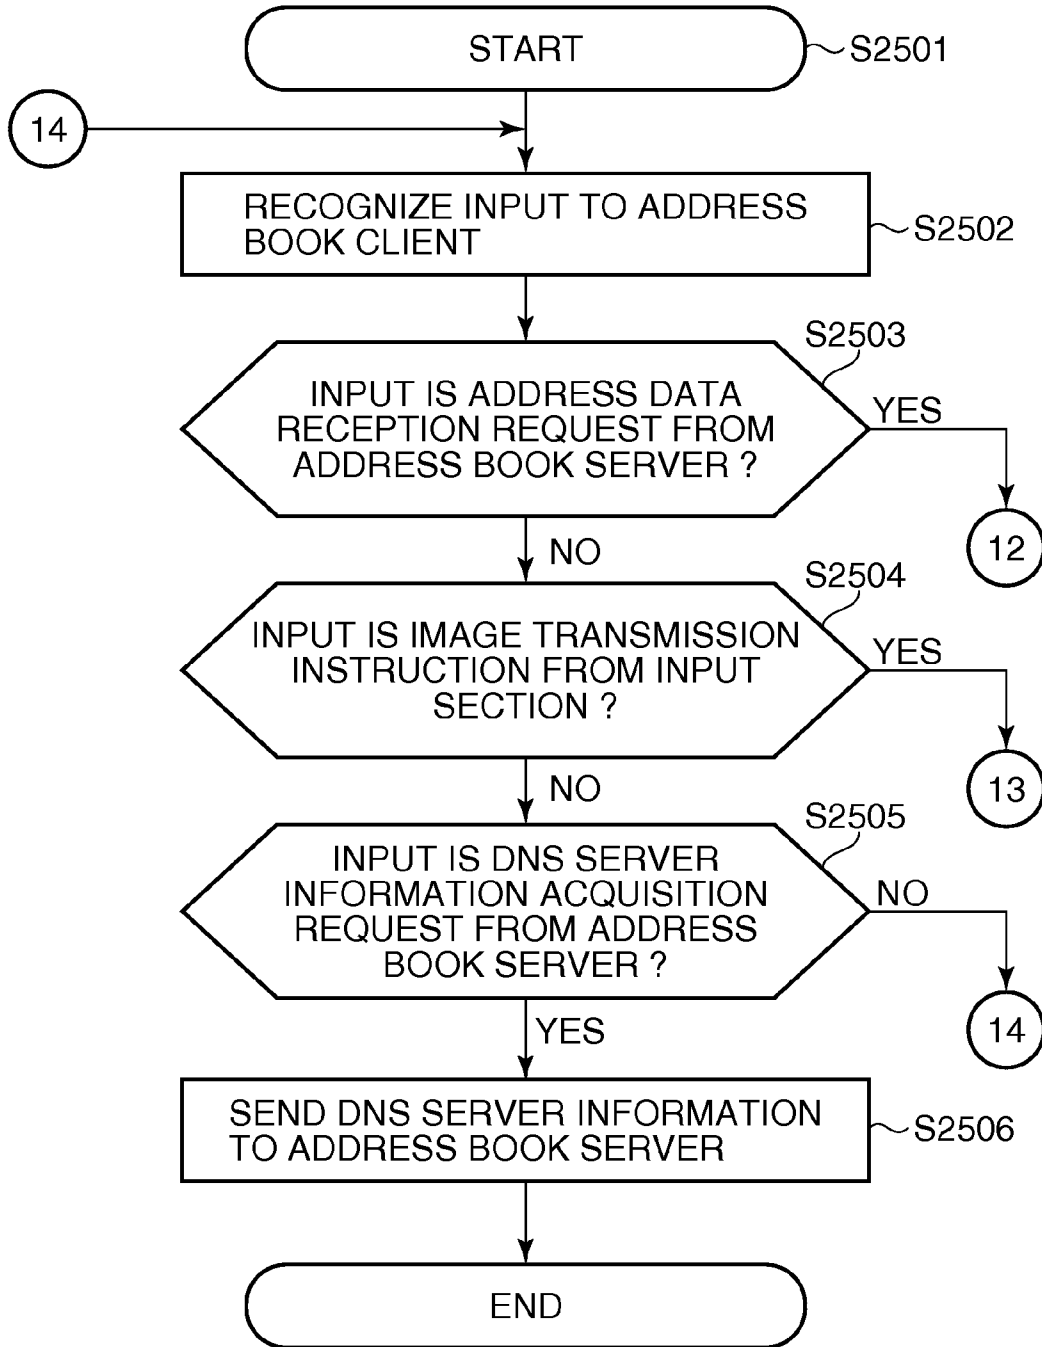 START
S2501
14
RECOGNIZE INPUT TO ADDRESS
BOOK CLIENT
S2502
S2503
INPUT IS ADDRESS DATA
RECEPTION REQUEST FROM
ADDRESS BOOK SERVER ?
YES
12
NO
S2504
INPUT IS IMAGE TRANSMISSION
INSTRUCTION FROM INPUT
SECTION ?
YES
13
NO
S2505
INPUT IS DNS SERVER
INFORMATION ACQUISITION
REQUEST FROM ADDRESS
BOOK SERVER ?
NO
14
YES
SEND DNS SERVER INFORMATION
TO ADDRESS BOOK SERVER
S2506
END